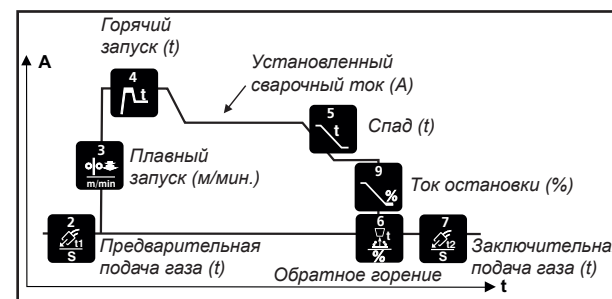 Горячий
запуск (t)
A
4
t
Установленный
сварочный ток (A)
5
t
Спад (t)
3
m/min
Плавный
запуск (м/мин.)
9
%
Ток остановки (%)
2
t1
S
Предварительная
подача газа (t)
6
t
%
Обратное горение
7
t2
S
Заключительна
подача газа (t)
t